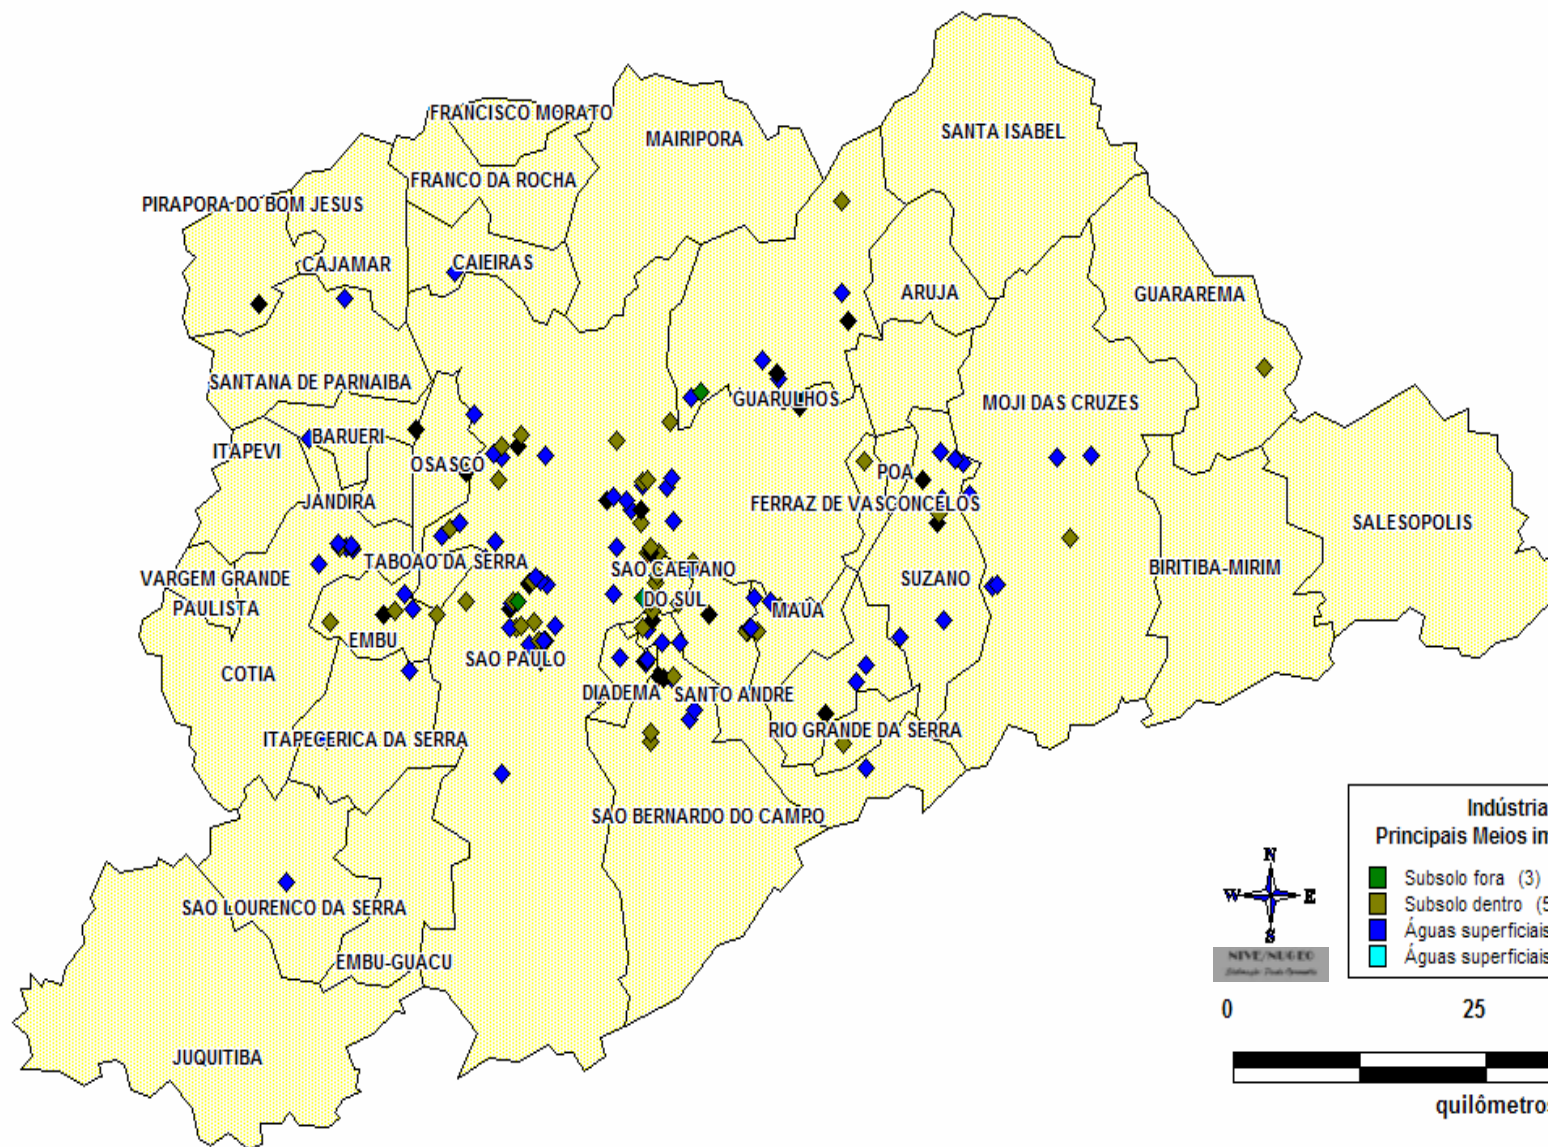 FRANCISCO MORATO
SANTA ISABEL
MAIRIPORA
FRANCO DA ROCHA
PIRAPORA DO BOM JESUS
CAJAMAR
CAIEIRAS
ARUJA
GUARAREMA
SANTANA DE PARNAIBA
GUARULHOS
MOJI DAS CRUZES
ITAPEVI
BARUERI
OSASCO
POA
JANDIRA
FERRAZ DE VASCONCELOS
SALESOPOLIS
VARGEM GRANDE
PAULISTA
TABOAO DA SERRA
SAO CAETANO
DO SUL
SUZANO
BIRITIBA-MIRIM
MAUA
EMBU
COTIA
SAO PAULO
DIADEMA
SANTO ANDRE
ITAPECERICA DA SERRA
RIO GRANDE DA SERRA
SAO BERNARDO DO CAMPO
SAO LOURENCO DA SERRA
EMBU-GUACU
JUQUITIBA
Indústria
Principais Meios im
Subsolo fora (3)
Subsolo dentro (5
Águas superficiais
Águas superficiais
N
W E
S
NIVE/NUGEO
0 25
quilômetros